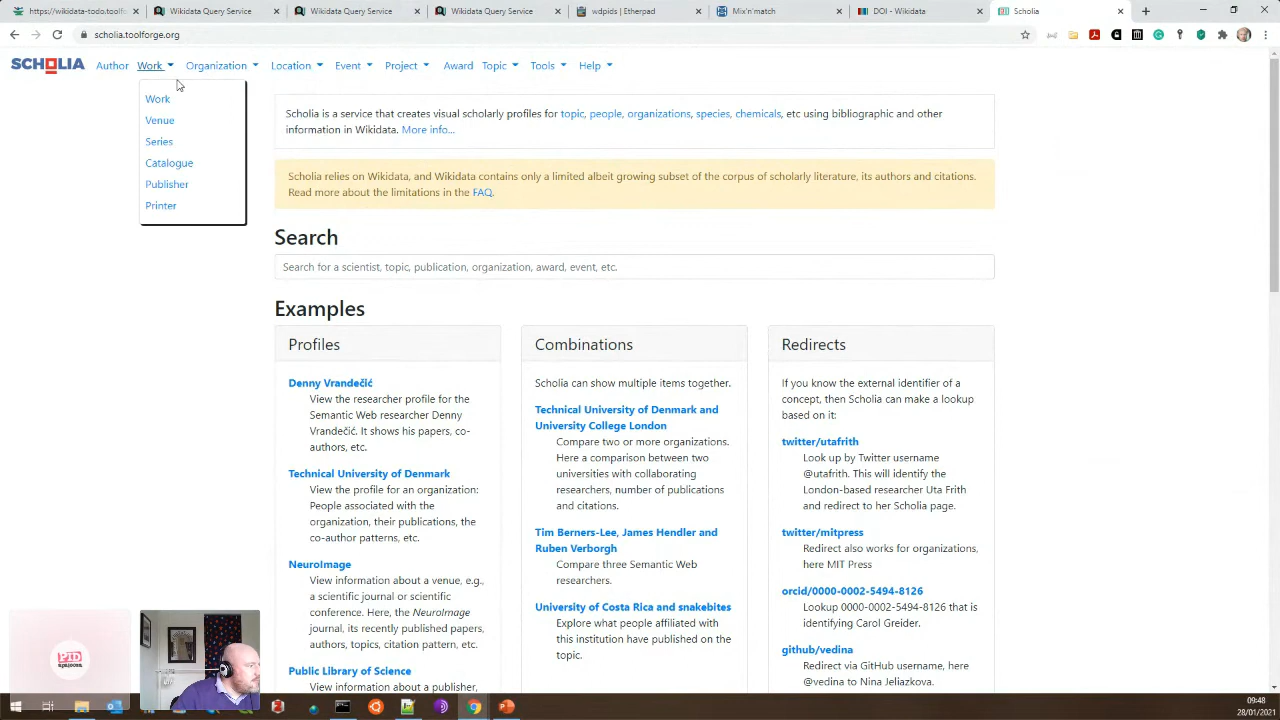 https://wikidata-todo.toolfo
Wikidata Query Service
Wikidata Query Service
Wikidata Query Service
wdpids | Etherpad
Mix'n'match
DOI - Wikidata
Scholia
scholia.toolforge.org
SCHOLIA
Author
Work
Organization
Location
Event
Project
Award
Topic
Tools
Help
Work
Venue
Series
Catalogue
Publisher
Printer
Scholia is a service that creates visual scholarly profiles for topic, people, organizations, species, chemicals, etc using bibliographic and other
information in Wikidata. More info...
Scholia relies on Wikidata, and Wikidata contains only a limited albeit growing subset of the corpus of scholarly literature, its authors and citations.
Read more about the limitations in the FAQ.
Search
Search for a scientist, topic, publication, organization, award, event, etc.
Examples
Profiles
Denny Vrandečić
View the researcher profile for the
Semantic Web researcher Denny
Vrandečić. It shows his papers, co-
authors, etc.
Technical University of Denmark
View the profile for an organization:
People associated with the
organization, their publications, the
co-author patterns, etc.
NeuroImage
View information about a venue, e.g.,
a scientific journal or scientific
conference. Here, the NeuroImage
journal, its recently published papers,
authors, topics, citation pattern, etc.
Public Library of Science
View information about a publisher,
Combinations
Scholia can show multiple items together.
Technical University of Denmark and
University College London
Compare two or more organizations.
Here a comparison between two
universities with collaborating
researchers, number of publications
and citations.
Tim Berners-Lee, James Hendler and
Ruben Verborgh
Compare three Semantic Web
researchers.
University of Costa Rica and snakebites
Explore what people affiliated with
this institution have published on the
topic.
Redirects
If you know the external identifier of a
concept, then Scholia can make a lookup
based on it:
twitter/utafrith
Look up by Twitter username
@utafrith. This will identify the
London-based researcher Uta Frith
and redirect to her Scholia page.
twitter/mitpress
Redirect also works for organizations,
here MIT Press
orcid/0000-0002-5494-8126
Lookup 0000-0002-5494-8126 that is
identifying Carol Greider.
github/vedina
Redirect via GitHub username, here
@vedina to Nina Jeliazkova.
PID
apalooza
09:48
28/01/2021